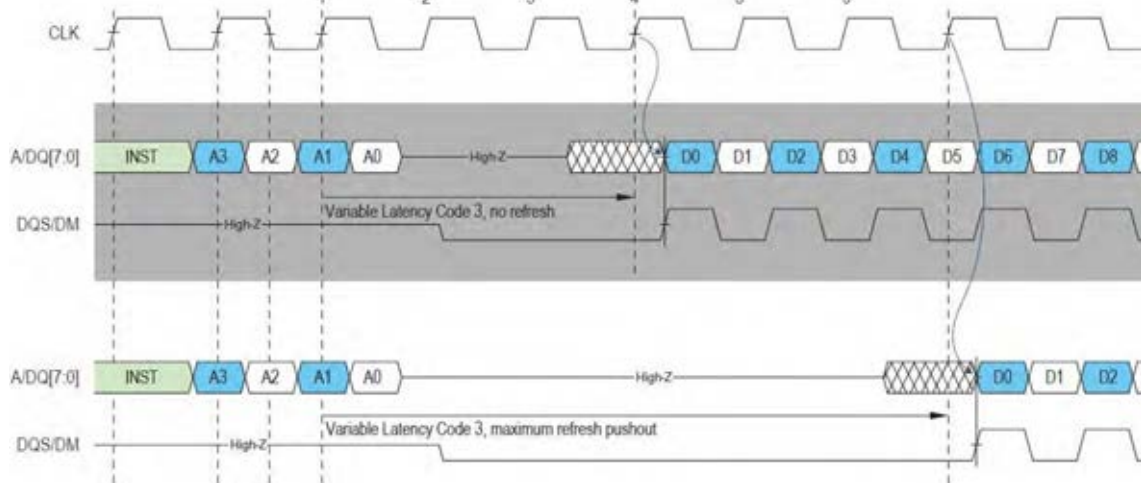 CLK
A/DQ[7:0] INST A3 A2 A1 A0 High-Z D0 D1 D2 D3 D4 D5 D6 D7 D8
Variable Latency Code 3, no refresh
DQS/DM High-Z
A/DQ[7:0] INST A3 A2 A1 A0 High-Z D0 D1 D2
Variable Latency Code 3, maximum refresh pushout
DQS/DM High-Z